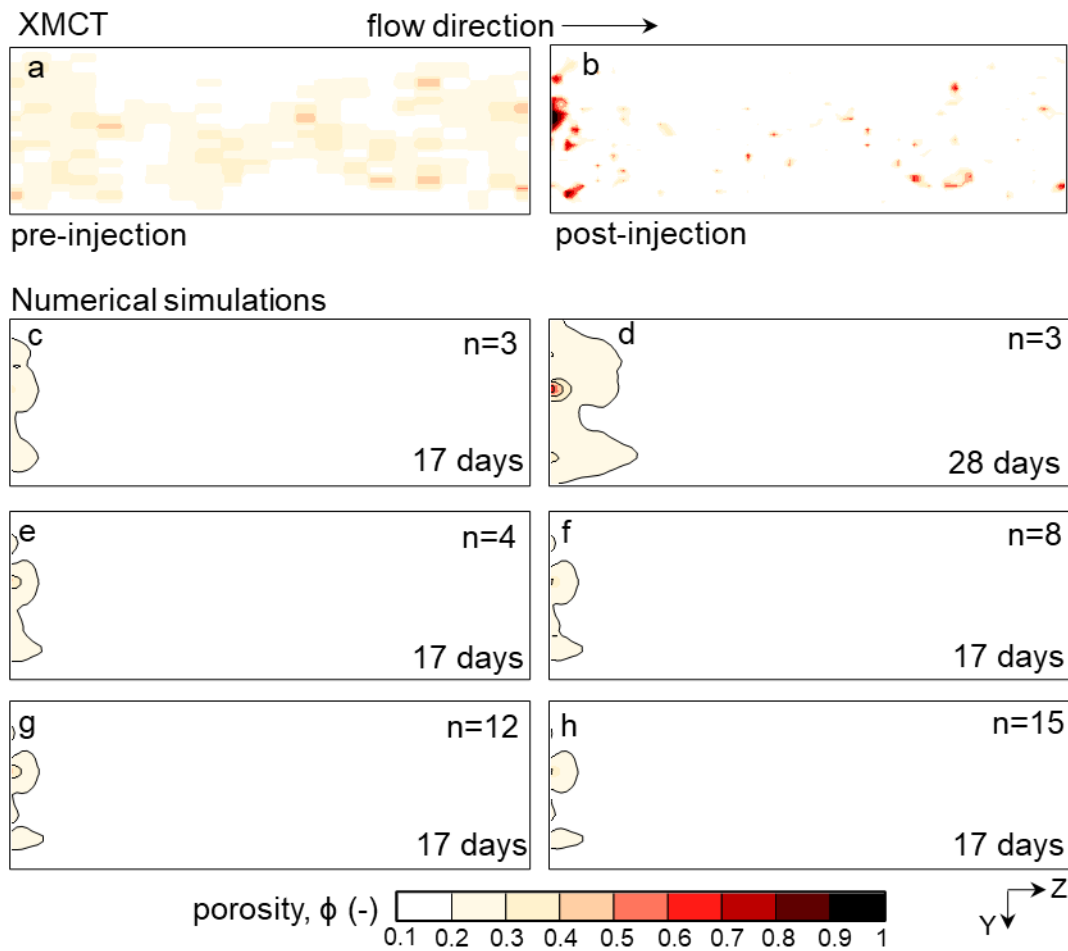 XMCT flow direction
a b
pre-injection post-injection
Numerical simulations
c n=3 d n=3
17 days 28 days
e n=4 f n=8
17 days 17 days
g n=12 h n=15
17 days 17 days
Z
porosity, ϕ (-)
Y
0.1 0.2 0.3 0.4 0.5 0.6 0.7 0.8 0.9 1